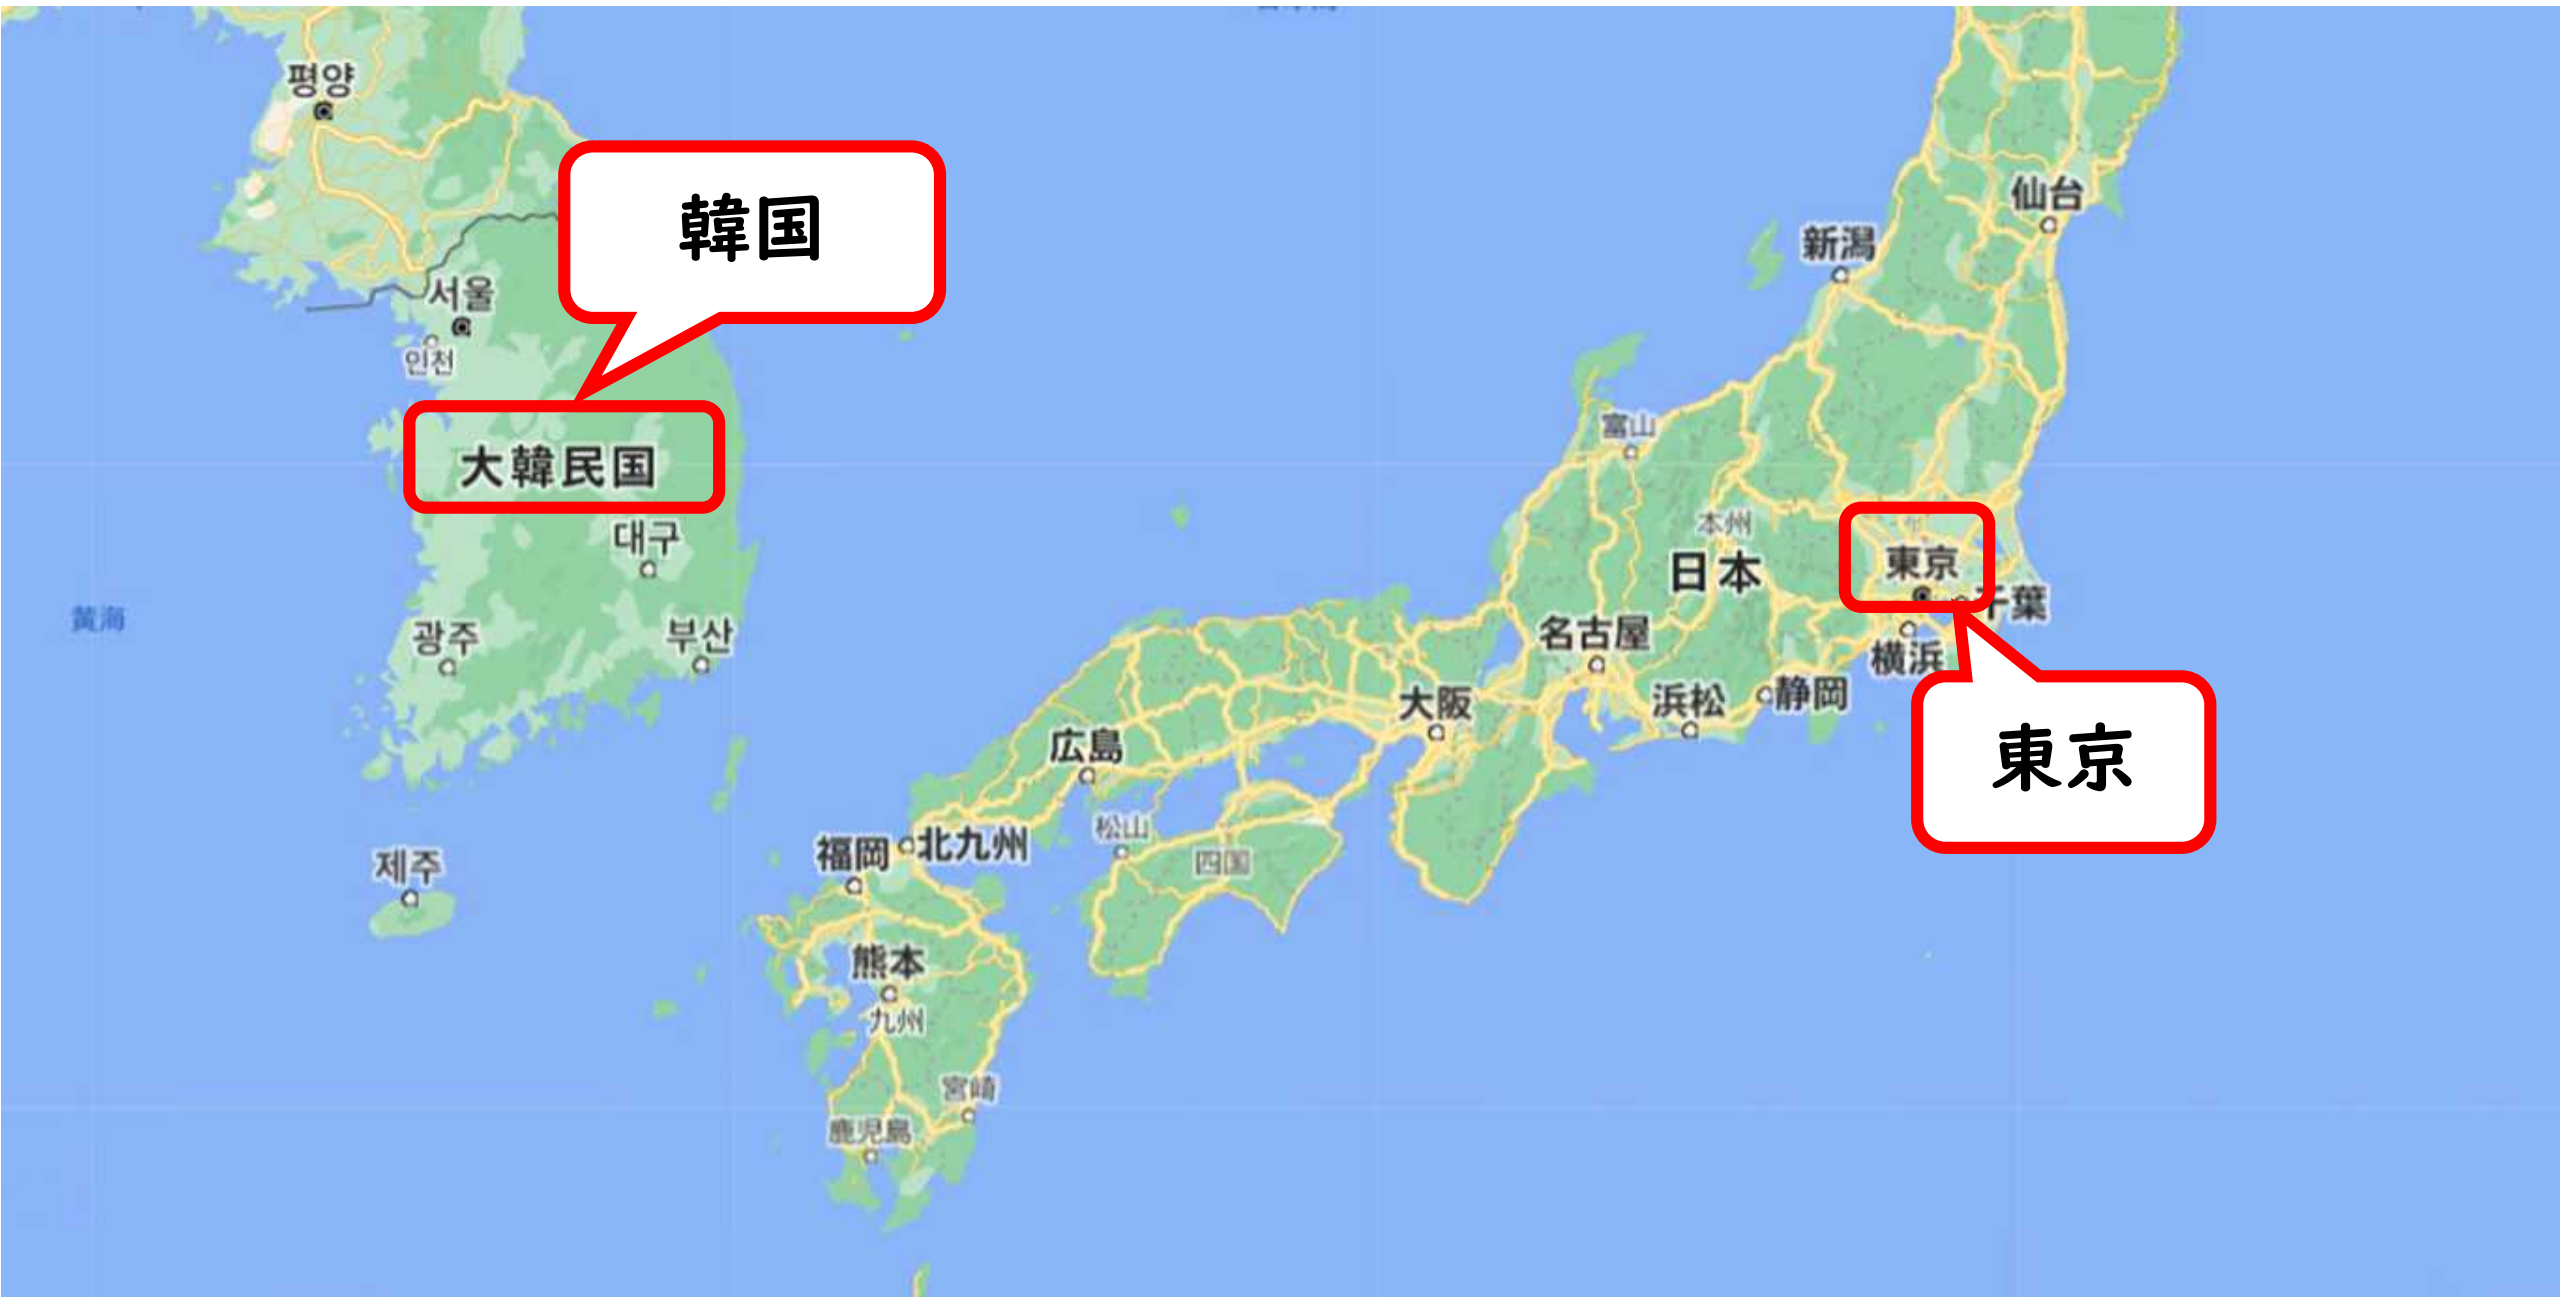 평양
韓国
仙台
新潟
서울
인천
富山
大韓民国
本州
대구
東京
日本
千葉
黄海
광주
부산
名古屋
横浜
大阪
浜松
静岡
広島
東京
松山
北九州
福岡
四国
제주
熊本
九州
宮崎
鹿児島